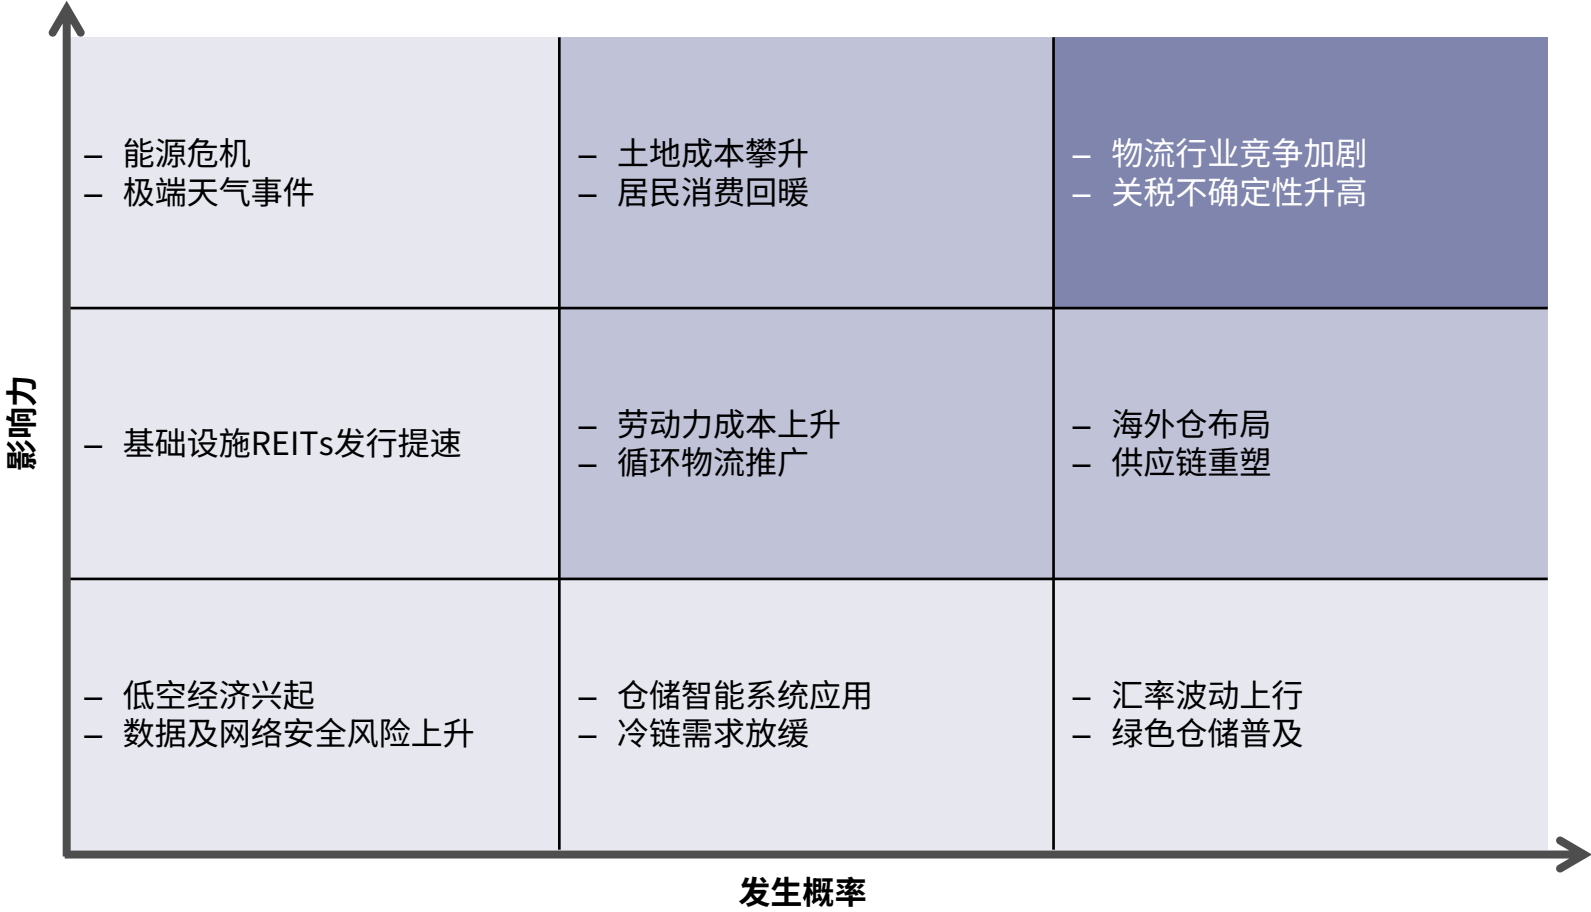 – 能源危机
– 极端天气事件
– 土地成本攀升
– 居民消费回暖
– 物流行业竞争加剧
– 关税不确定性升高
影响力
– 基础设施REITs发行提速
– 劳动力成本上升
– 循环物流推广
– 海外仓布局
– 供应链重塑
– 低空经济兴起
– 数据及网络安全风险上升
– 仓储智能系统应用
– 冷链需求放缓
– 汇率波动上行
– 绿色仓储普及
发生概率